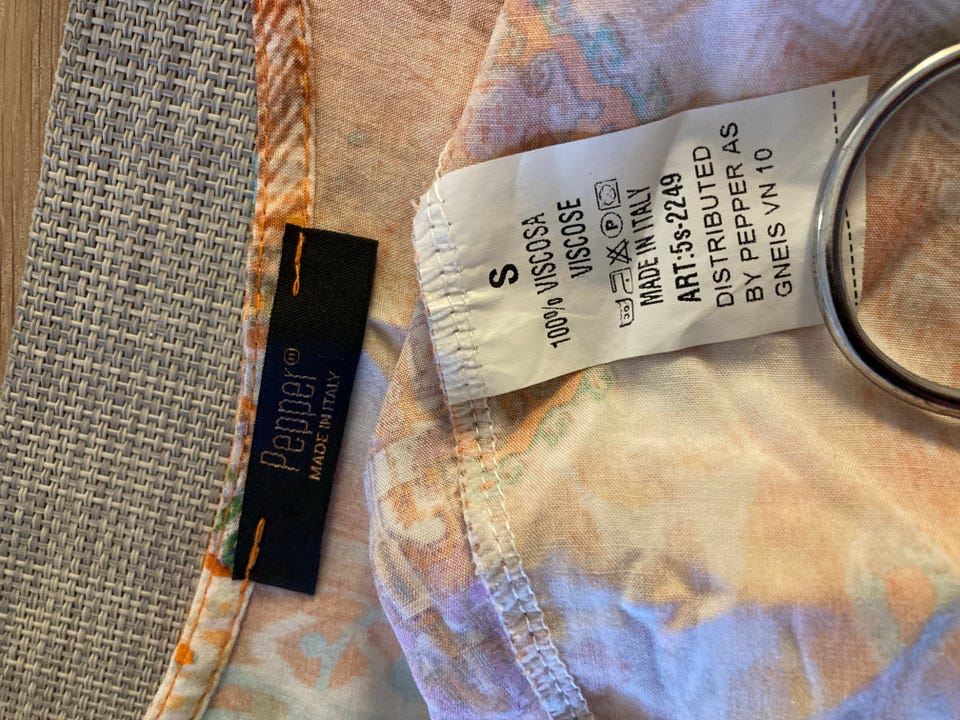 Pepper®
MADE IN ITALY
S
100% VISCOSA
VISCOSE
30 P
MADE IN ITALY
ART:5s-2249
DISTRIBUTED
BY PEPPER AS
GNEIS VN 10